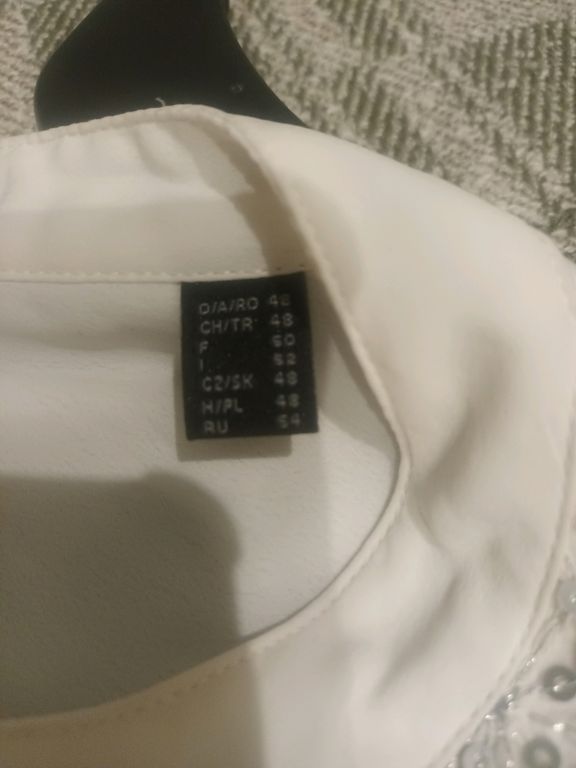 D/A/RO 48
CH/TR 48
F 50
I 52
CZ/SK 48
H/PL 48
RU 54